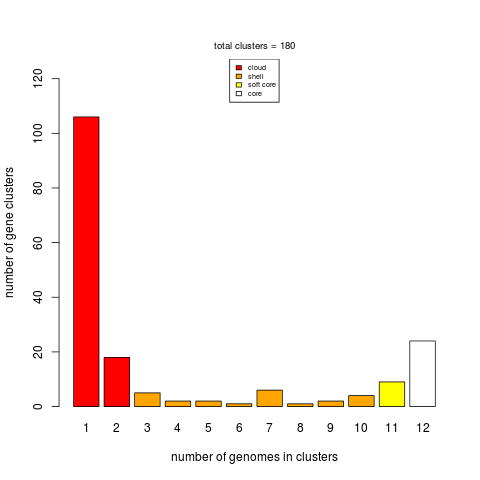 total clusters = 180
cloud
shell
soft core
core
number of gene clusters
120
100
80
60
40
20
0
1 2 3 4 5 6 7 8 9 10 11 12
number of genomes in clusters